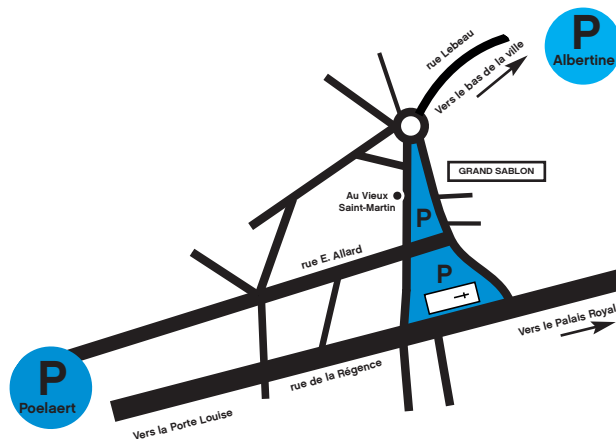 P
Albertine
rue Lebeau
Vers le bas de la ville
GRAND SABLON
Au Vieux
Saint-Martin
P
rue E. Allard
P
Vers le Palais Royal
P
Poelaert
rue de la Régence
Vers la Porte Louise